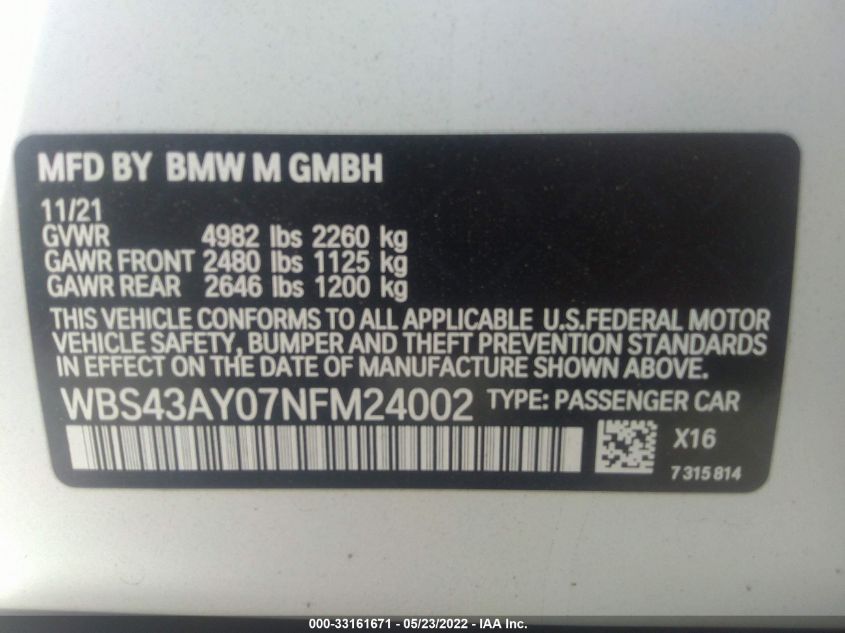 MFD BY BMW M GMBH
11/21
GVWR 4982 lbs 2260 kg
GAWR FRONT 2480 lbs 1125 kg
GAWR REAR 2646 lbs 1200 kg
THIS VEHICLE CONFORMS TO ALL APPLICABLE U.S.FEDERAL MOTOR
VEHICLE SAFETY, BUMPER AND THEFT PREVENTION STANDARDS
IN EFFECT ON THE DATE OF MANUFACTURE SHOWN ABOVE.
WBS43AY07NFM24002 TYPE: PASSENGER CAR
X16
7 315 814
000-33161671 - 05/23/2022 - IAA Inc.